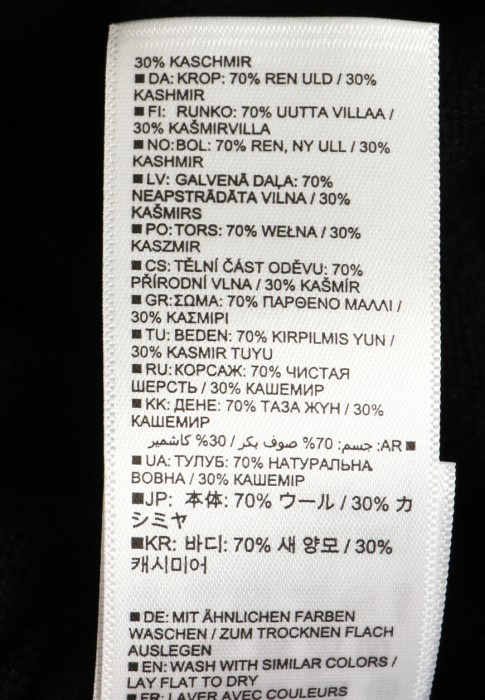 30% KASCHMIR
■ DA: KROP: 70% REN ULD / 30%
KASHMIR
■ FI: RUNKO: 70% UUTTA VILLAA /
30% KAŠMIRVILLA
■ NO:BOL: 70% REN, NY ULL / 30%
KASHMIR
■ LV: GALVENĀ DAĻA: 70%
NEAPSTRĀDĀTA VILNA / 30%
KAŠMIRS
■ PO: TORS: 70% WEŁNA / 30%
KASZMIR
■ CS: TĚLNÍ ČÁST ODĚVU: 70%
PŘÍRODNÍ VLNA / 30% KAŠMÍR
■ GR:ΣΩΜΑ: 70% ΠΑΡΘΕΝΟ ΜΑΛΛΙ /
30% ΚΑΣΜΙΡΙ
■ TU: BEDEN: 70% KIRPILMIS YUN /
30% KASMIR TUYU
■ RU:КОРСАЖ: 70% ЧИСТАЯ
ШЕРСТЬ / 30% КАШЕМИР
■ KK: ДЕНЕ: 70% ТАЗА ЖҮН / 30%
КАШЕМИР
■ AR: جسم: 70% صوف بكر / 30% كاشمير
■ UA: ТУЛУБ: 70% НАТУРАЛЬНА
ВОВНА / 30% КАШЕМІР
■JP: 本体: 70% ウール / 30% カ
シミヤ
■KR: 바디: 70% 새 양모 / 30%
캐시미어
■ DE: MIT ÄHNLICHEN FARBEN
WASCHEN / ZUM TROCKNEN FLACH
AUSLEGEN
■ EN: WASH WITH SIMILAR COLORS /
LAY FLAT TO DRY
■ FR: LAVER AVEC COULEURS